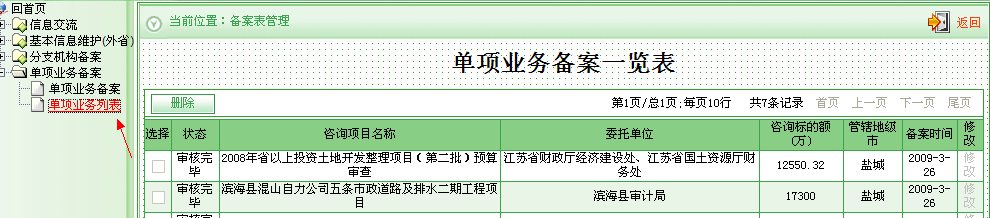 回首页
信息交流
基本信息维护(外省)
分支机构备案
单项业务备案
单项业务备案
单项业务列表
当前位置：备案表管理
返回
单项业务备案一览表
删除 第1页/总1页;每页10行 共7条记录 首页 上一页 下一页 尾页
选择 状态 咨询项目名称 委托单位 咨询标的额(万) 管辖地级市 备案时间 修改
审核完毕 2008年省以上投资土地开发整理项目（第二批）预算审查 江苏省财政厅经济建设处、江苏省国土资源厅财务处 12550.32 盐城 2009-3-26 修改
审核完毕 滨海县混山自力公司五条市政道路及排水二期工程项目 滨海县审计局 17300 盐城 2009-3-26 修改